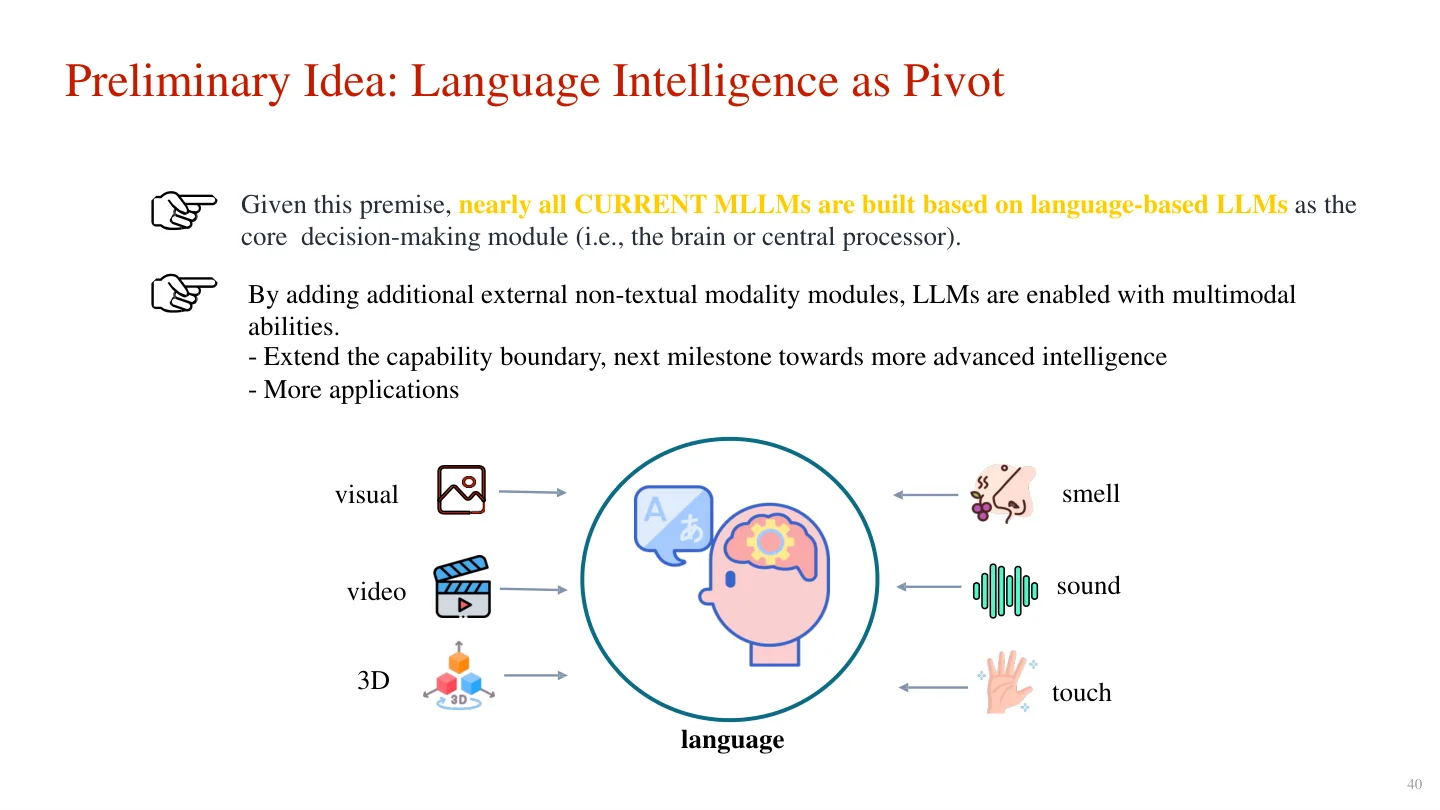 Preliminary Idea: Language Intelligence as Pivot
Given this premise, nearly all CURRENT MLLMs are built based on language-based LLMs as the
core decision-making module (i.e., the brain or central processor).
By adding additional external non-textual modality modules, LLMs are enabled with multimodal
abilities.
- Extend the capability boundary, next milestone towards more advanced intelligence
- More applications
visual
A
あ
smell
video
sound
3D
3D
touch
language
40